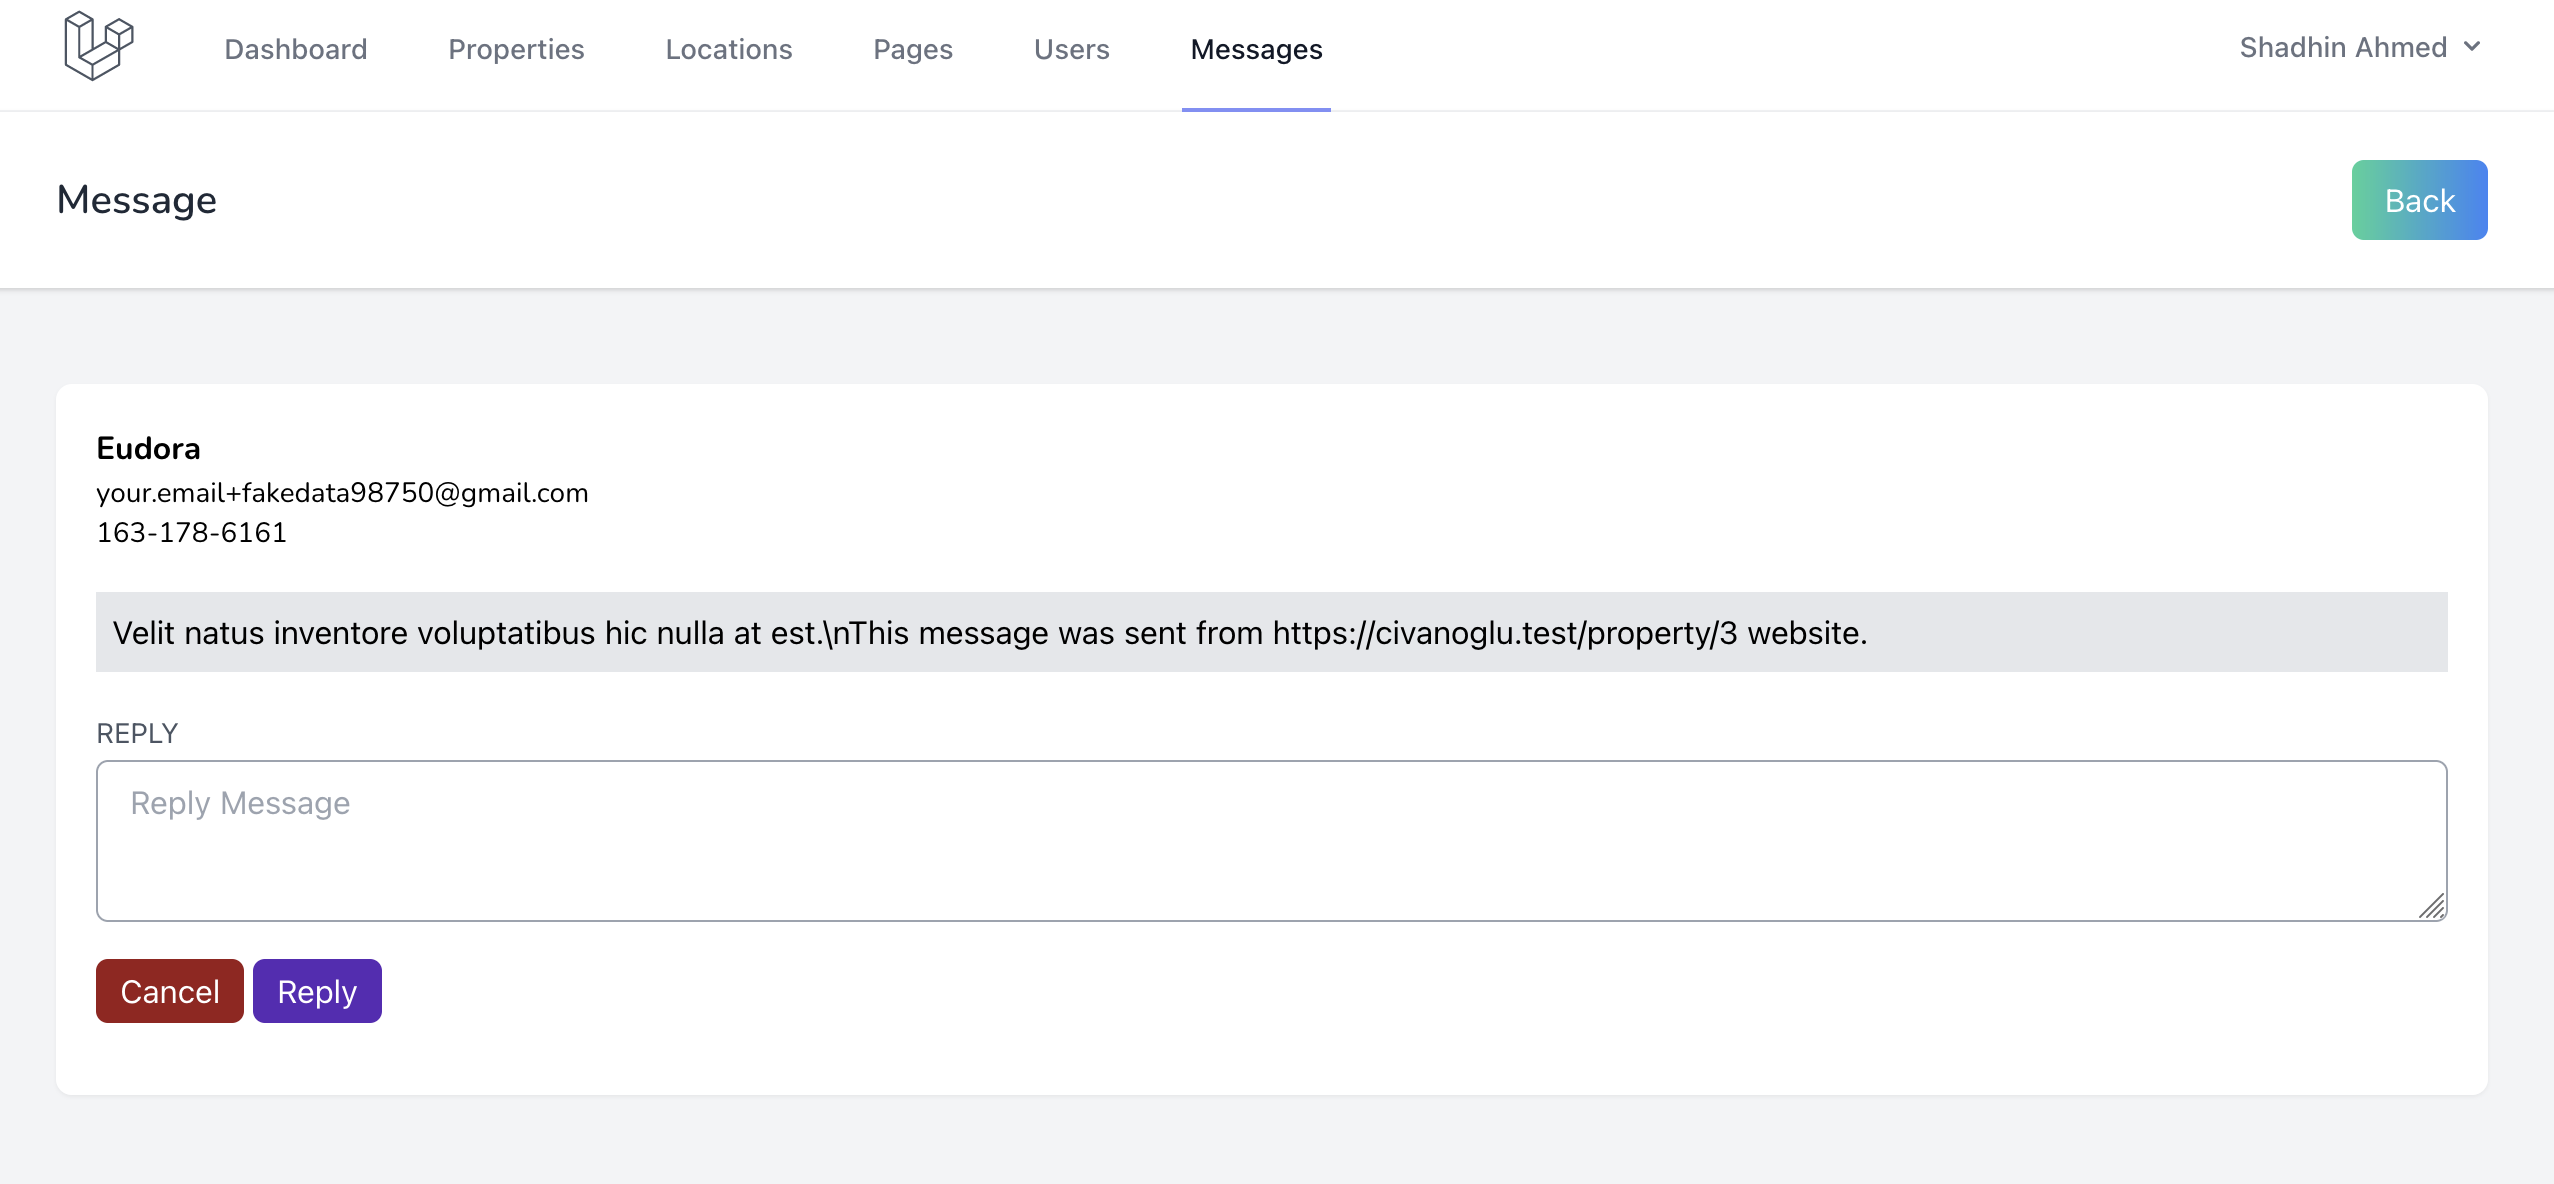 Dashboard Properties Locations Pages Users Messages Shadhin Ahmed
Message Back
Eudora
your.email+fakedata98750@gmail.com
163-178-6161
Velit natus inventore voluptatibus hic nulla at est.\nThis message was sent from https://civanoglu.test/property/3 website.
REPLY
Reply Message
Cancel Reply